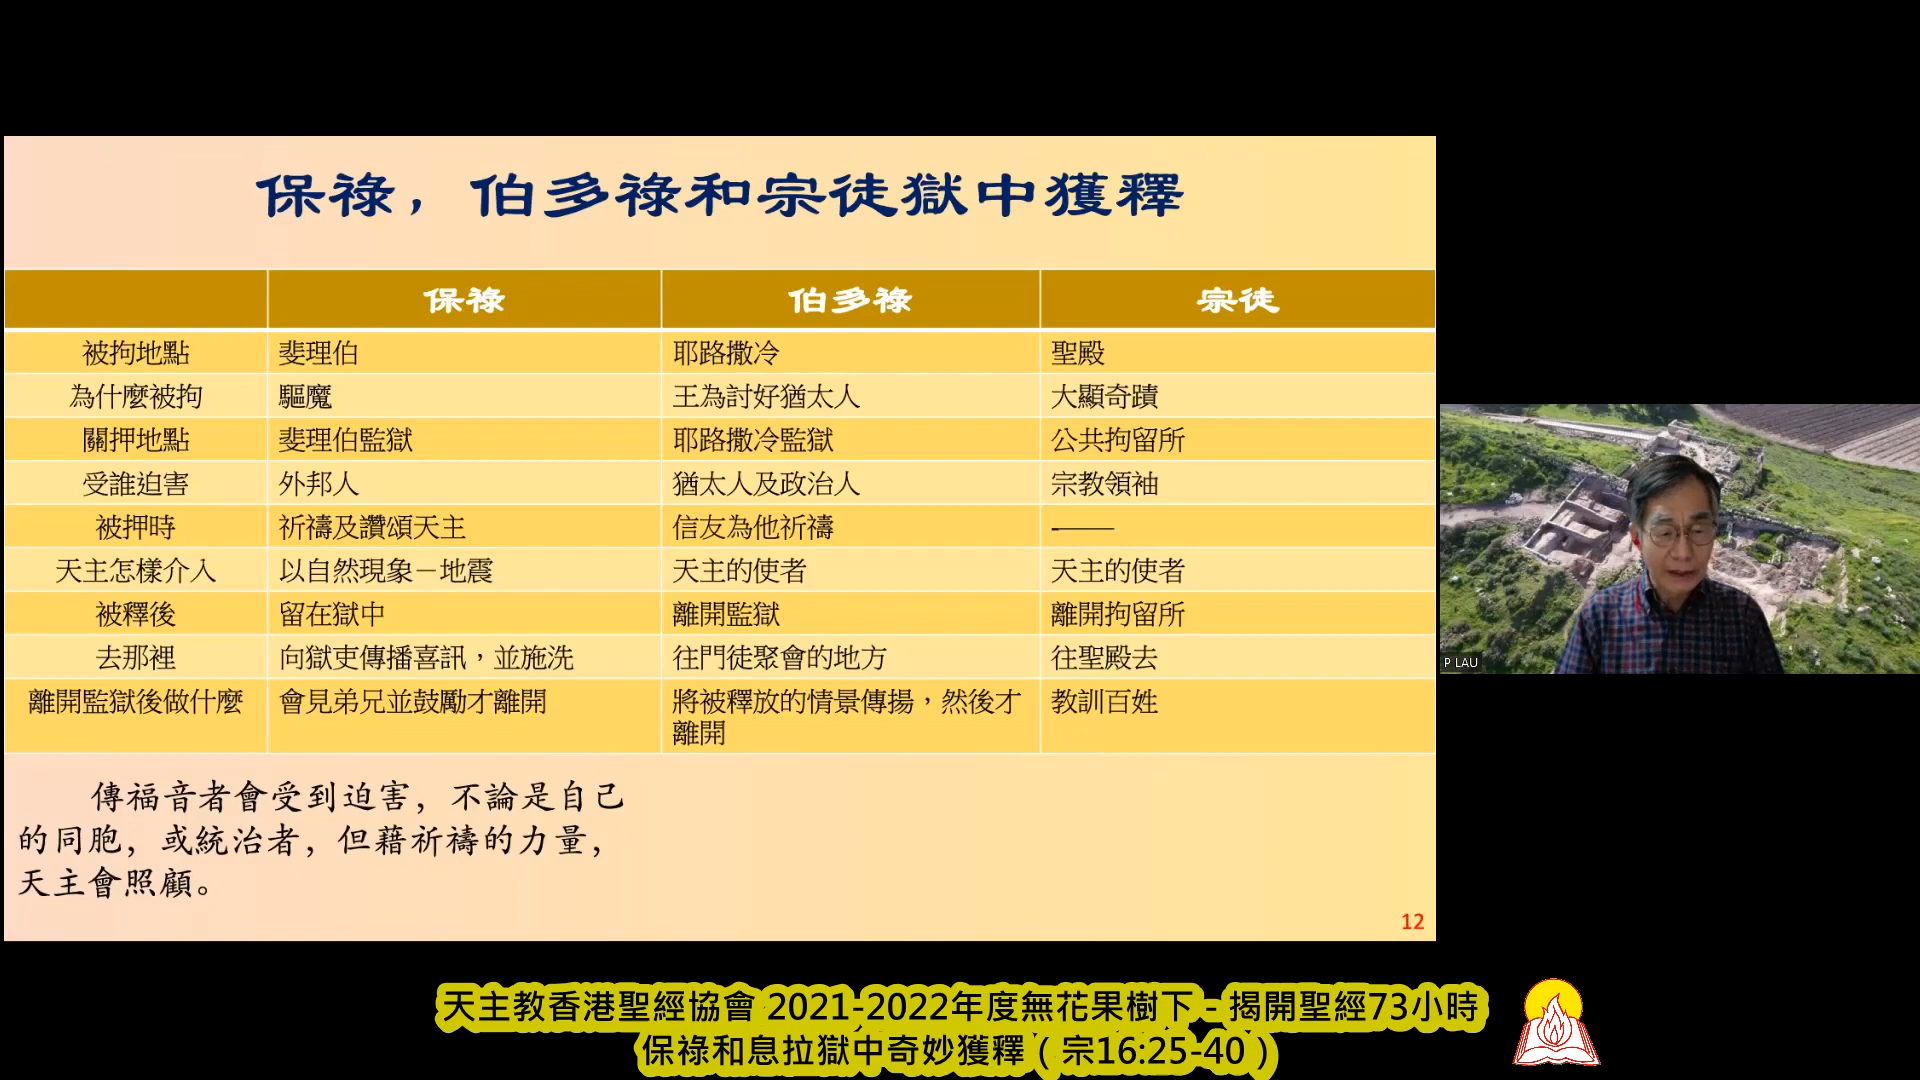 保祿，伯多祿和宗徒獄中獲釋
保祿 伯多祿 宗徒
被拘地點 斐理伯 耶路撒冷 聖殿
為什麼被拘 驅魔 王為討好猶太人 大顯奇蹟
關押地點 斐理伯監獄 耶路撒冷監獄 公共拘留所
受誰迫害 外邦人 猶太人及政治人 宗教領袖
被押時 祈禱及讚頌天主 信友為他祈禱 -——
天主怎樣介入 以自然現象－地震 天主的使者 天主的使者
被釋後 留在獄中 離開監獄 離開拘留所
去那裡 向獄吏傳播喜訊，並施洗 往門徒聚會的地方 往聖殿去
離開監獄後做什麼 會見弟兄並鼓勵才離開 將被釋放的情景傳揚，然後才 教訓百姓
離開
傳福音者會受到迫害，不論是自己
的同胞，或統治者，但藉祈禱的力量，
天主會照顧。
12
P LAU
天主教香港聖經協會 2021-2022年度無花果樹下 - 揭開聖經73小時
保祿和息拉獄中奇妙獲釋（宗16:25-40）